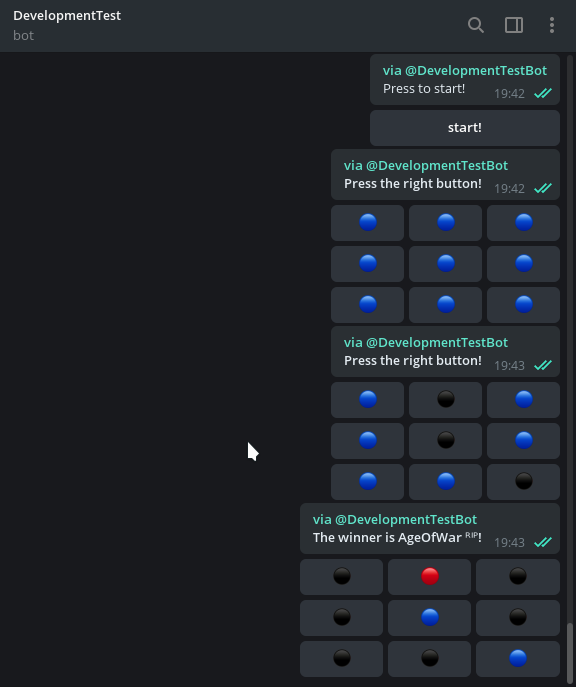 DevelopmentTest
bot
via @DevelopmentTestBot
Press to start! 19:42
start!
via @DevelopmentTestBot
Press the right button! 19:42
via @DevelopmentTestBot
Press the right button! 19:43
via @DevelopmentTestBot
The winner is AgeOfWar ᴿᴵᴾ! 19:43